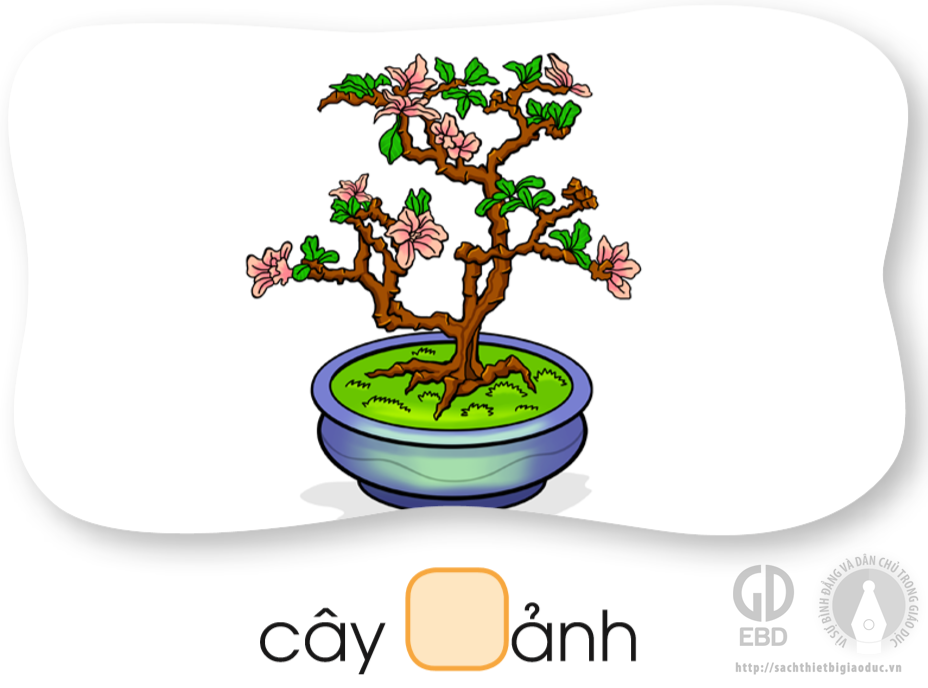 cây ảnh
GD
EBD
VÌ SỰ BÌNH ĐẲNG VÀ DÂN CHỦ TRONG GIÁO DỤC
http://sachthietbigiaoduc.vn